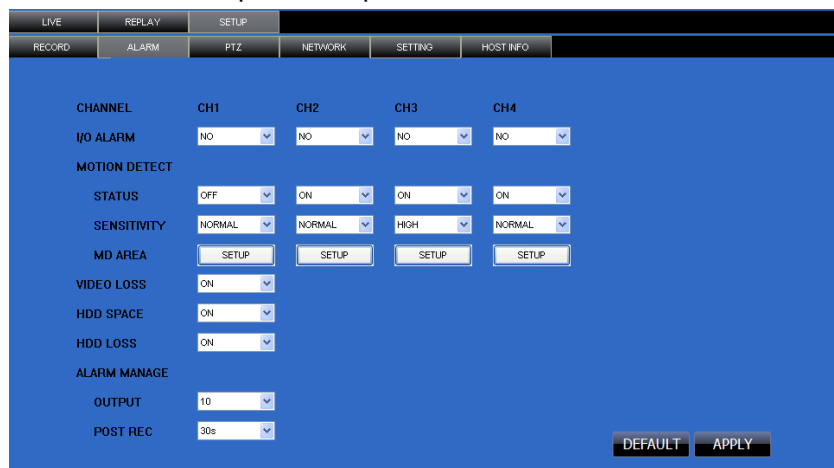 LIVE REPLAY SETUP
RECORD ALARM PTZ NETWORK SETTING HOST INFO
CHANNEL CH1 CH2 CH3 CH4
I/O ALARM NO NO NO NO
MOTION DETECT
STATUS OFF ON ON ON
SENSITIVITY NORMAL NORMAL HIGH NORMAL
MD AREA SETUP SETUP SETUP SETUP
VIDEO LOSS ON
HDD SPACE ON
HDD LOSS ON
ALARM MANAGE
OUTPUT 10
POST REC 30s
DEFAULT APPLY